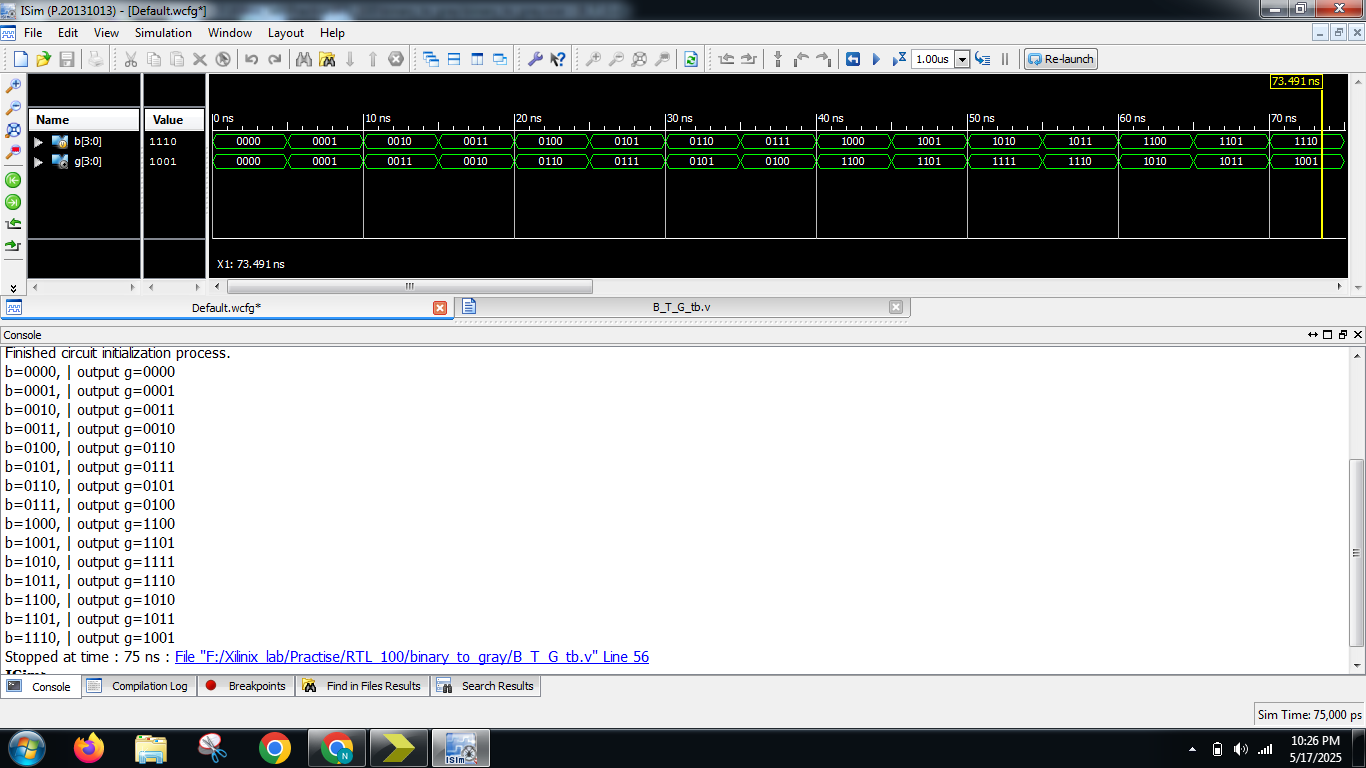 ISim (P.20131013) - [Default.wcfg*]
File Edit View Simulation Window Layout Help
1.00us Re-launch
73.491 ns
Name Value
0 ns 10 ns 20 ns 30 ns 40 ns 50 ns 60 ns 70 ns
b[3:0] 1110 0000 0001 0010 0011 0100 0101 0110 0111 1000 1001 1010 1011 1100 1101 1110
g[3:0] 1001 0000 0001 0011 0010 0110 0111 0101 0100 1100 1101 1111 1110 1010 1011 1001
X1: 73.491 ns
Default.wcfg* B_T_G_tb.v
Console
Finished circuit initialization process.
b=0000, | output g=0000
b=0001, | output g=0001
b=0010, | output g=0011
b=0011, | output g=0010
b=0100, | output g=0110
b=0101, | output g=0111
b=0110, | output g=0101
b=0111, | output g=0100
b=1000, | output g=1100
b=1001, | output g=1101
b=1010, | output g=1111
b=1011, | output g=1110
b=1100, | output g=1010
b=1101, | output g=1011
b=1110, | output g=1001
Stopped at time : 75 ns : File "F:/Xilinix_lab/Practise/RTL_100/binary_to_gray/B_T_G_tb.v" Line 56
Console Compilation Log Breakpoints Find in Files Results Search Results
Sim Time: 75,000 ps
N
ISim
10:26 PM
5/17/2025